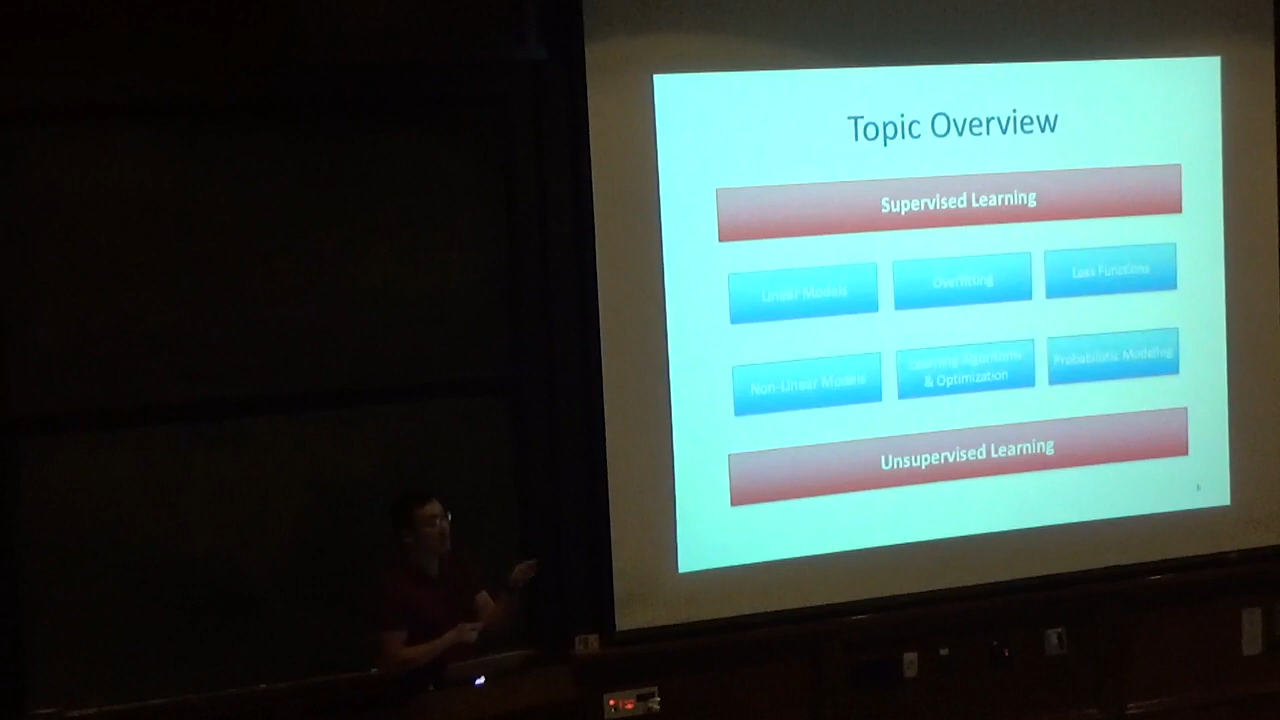 Topic Overview
Supervised Learning
Linear Models
Overfitting
Loss Functions
Non-Linear Models
Learning Algorithms
& Optimization
Probabilistic Modeling
Unsupervised Learning